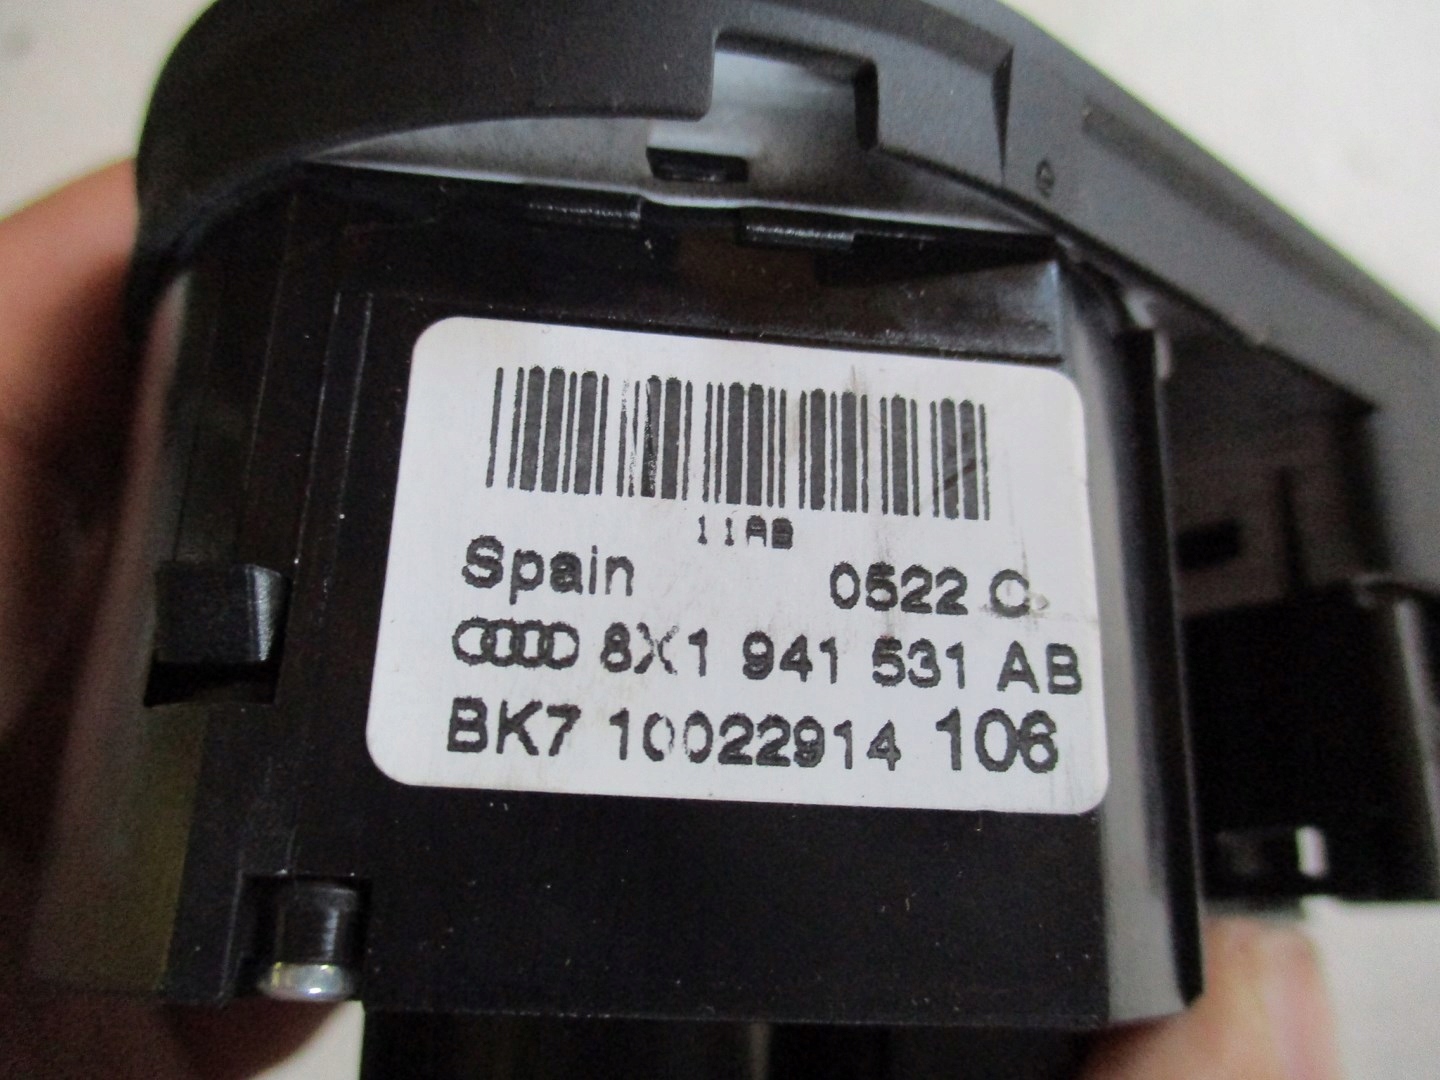 11AB
Spain 0522 C
8X1 941 531 AB
BK7 10022914 106